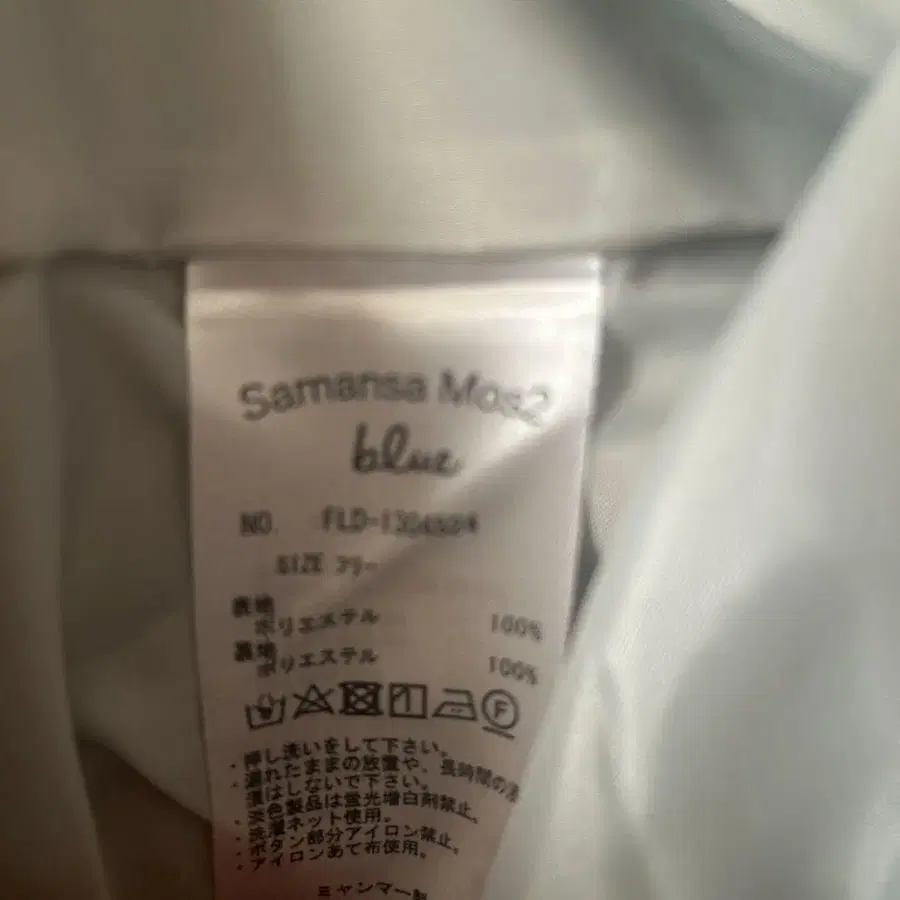 Samansa Mos2
blue
NO. FLD-
SIZE フリー
表地
ポリエステル 100%
裏地
ポリエステル 100%
F
・押し洗いをして下さい。
・濡れたままの放置や、長時間の浸
漬はしないで下さい。
・淡色製品は蛍光増白剤禁止。
・洗濯ネット使用。
・ボタン部分アイロン禁止。
・アイロンあて布使用。
ミャンマー製